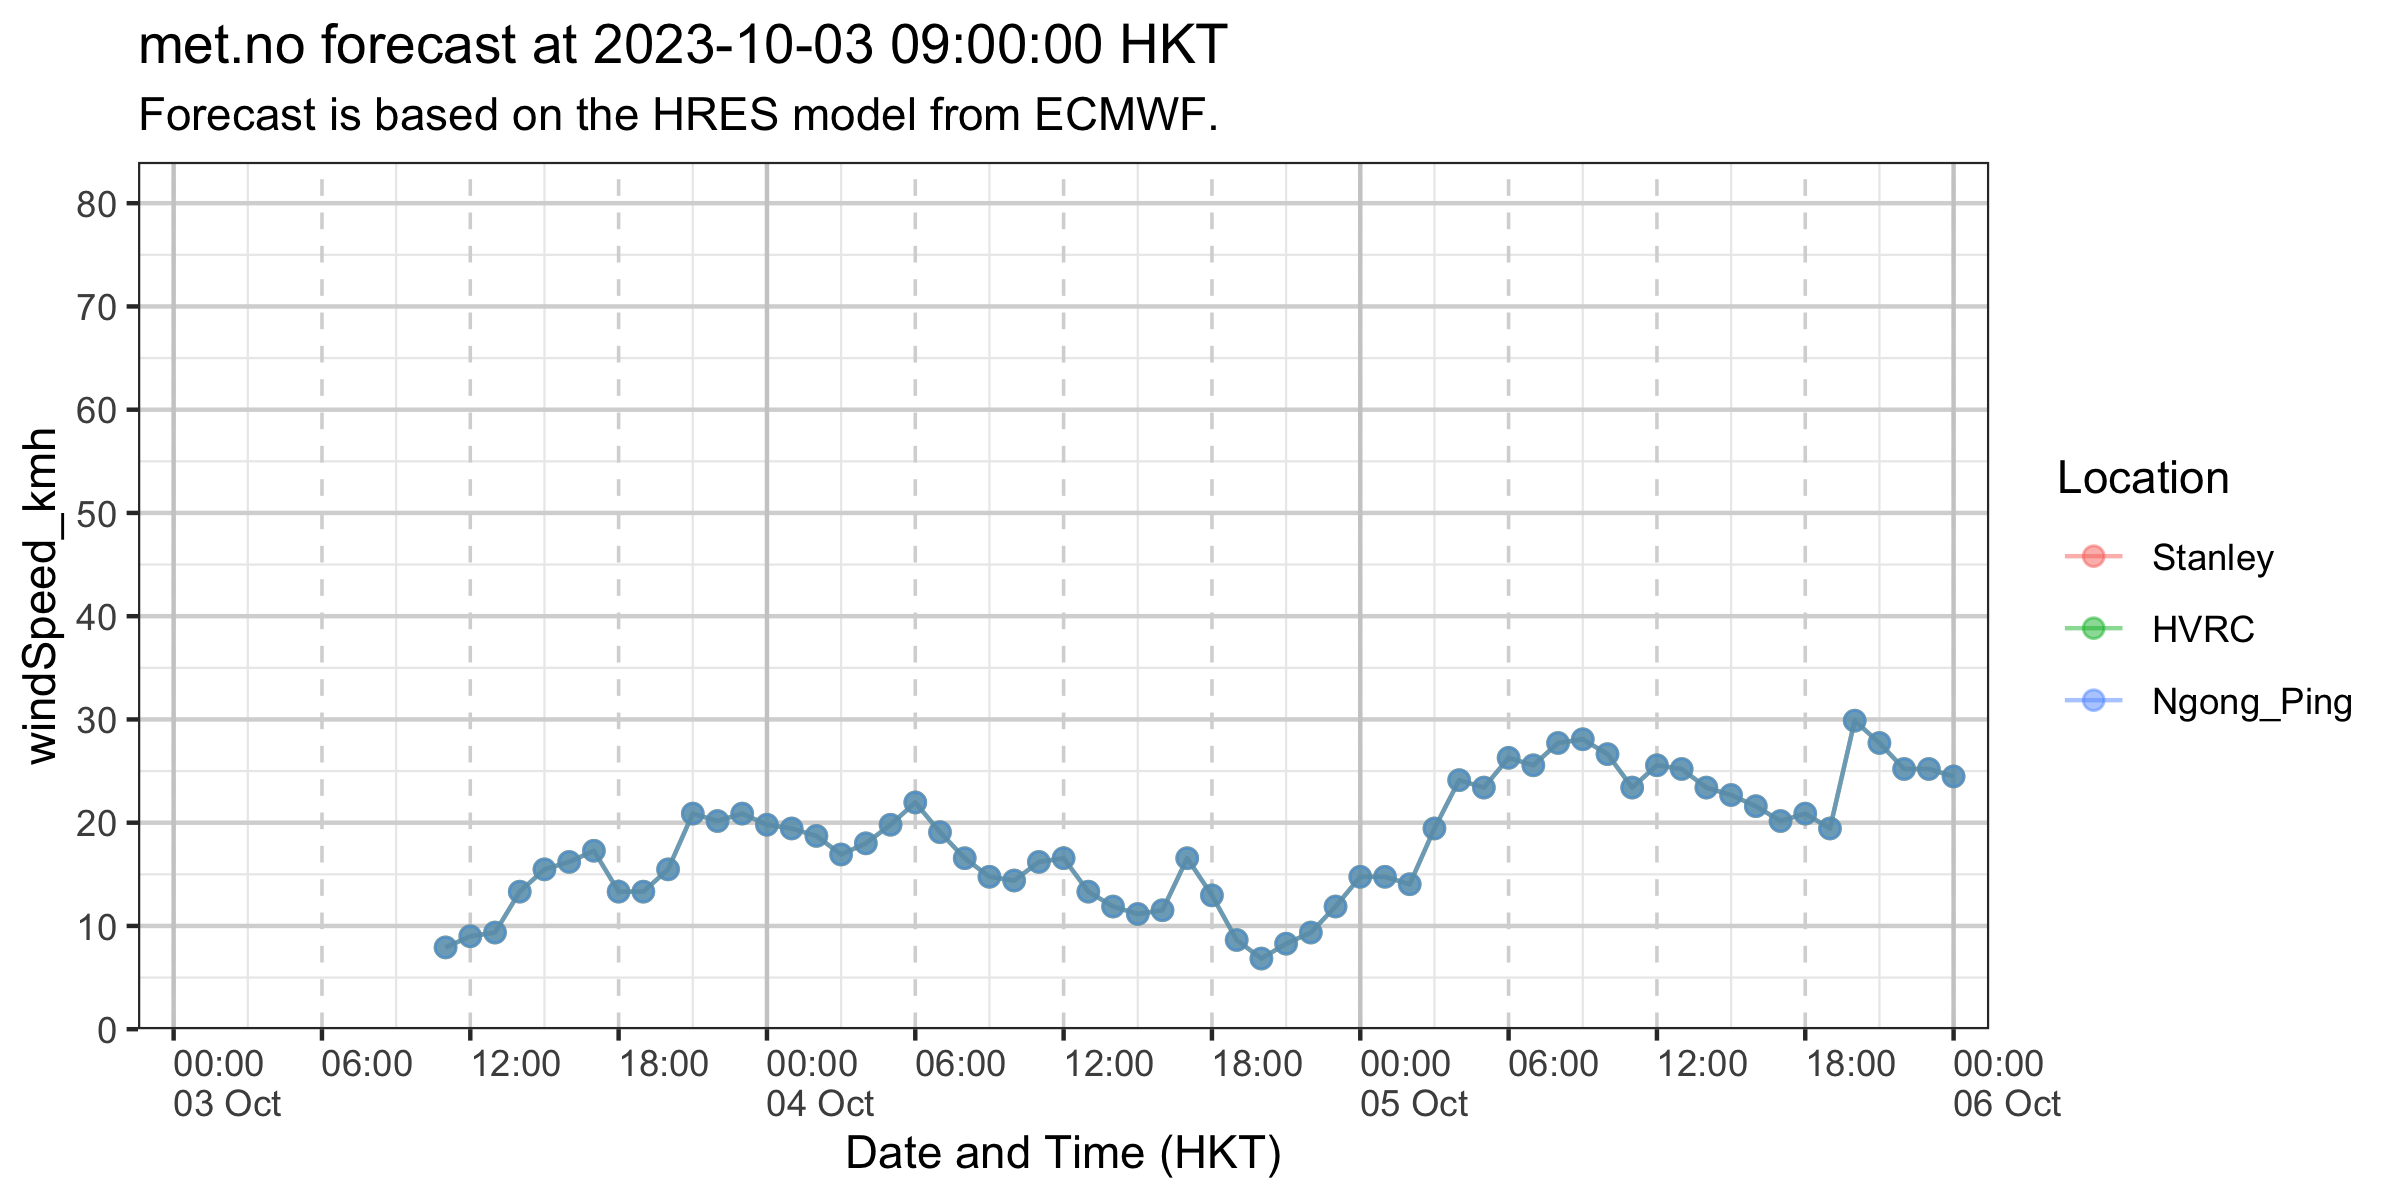 met.no forecast at 2023-10-03 09:00:00 HKT
Forecast is based on the HRES model from ECMWF.
windSpeed_kmh
80
70
60
50
40
30
20
10
0
00:00 06:00 12:00 18:00 00:00 06:00 12:00 18:00 00:00 06:00 12:00 18:00 00:00
03 Oct 04 Oct 05 Oct 06 Oct
Date and Time (HKT)
Location
Stanley
HVRC
Ngong_Ping